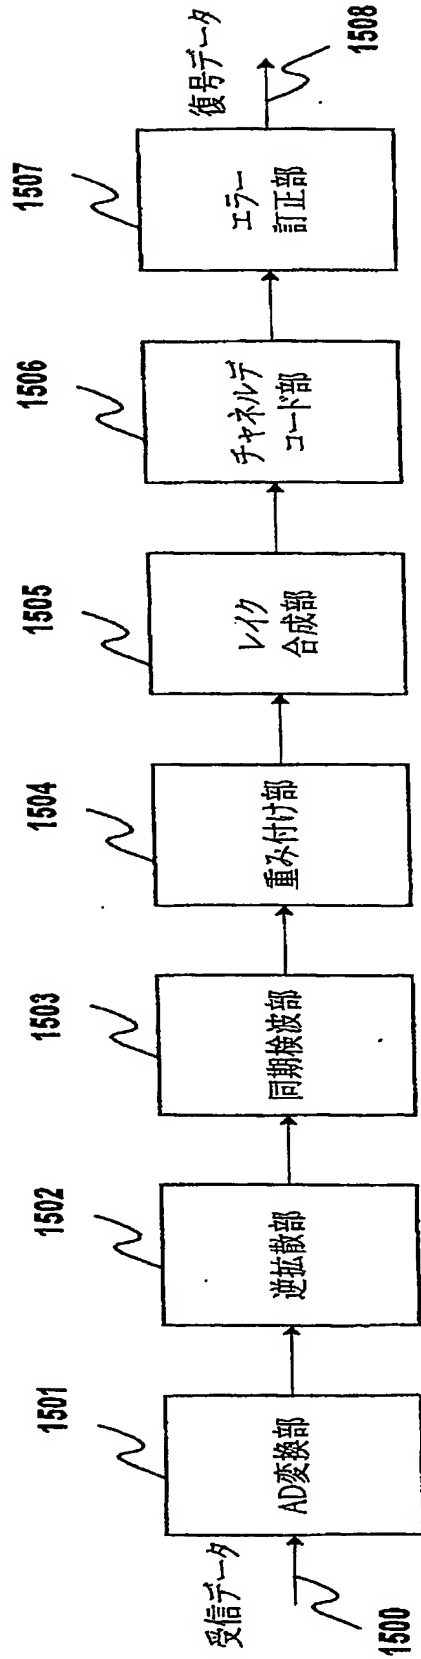 受信データ
1500
1501
AD変換部
1502
逆拡散部
1503
同期検波部
1504
重み付け部
1505
レイク
合成部
1506
チャネルデ
コード部
1507
エラー
訂正部
復号データ
1508